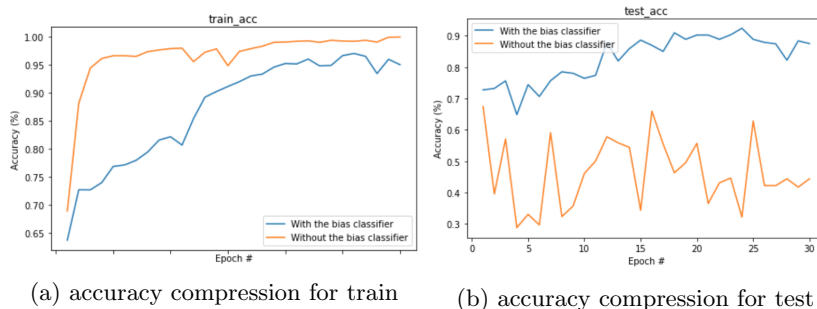 train_acc
1.00
0.95
0.90
0.85
0.80
0.75
0.70
0.65
Accuracy (%)
With the bias classifier
Without the bias classifier
Epoch #
(a) accuracy compression for train
test_acc
With the bias classifier
Without the bias classifier
0.9
0.8
0.7
0.6
0.5
0.4
0.3
Accuracy (%)
0 5 10 15 20 25 30
Epoch #
(b) accuracy compression for test